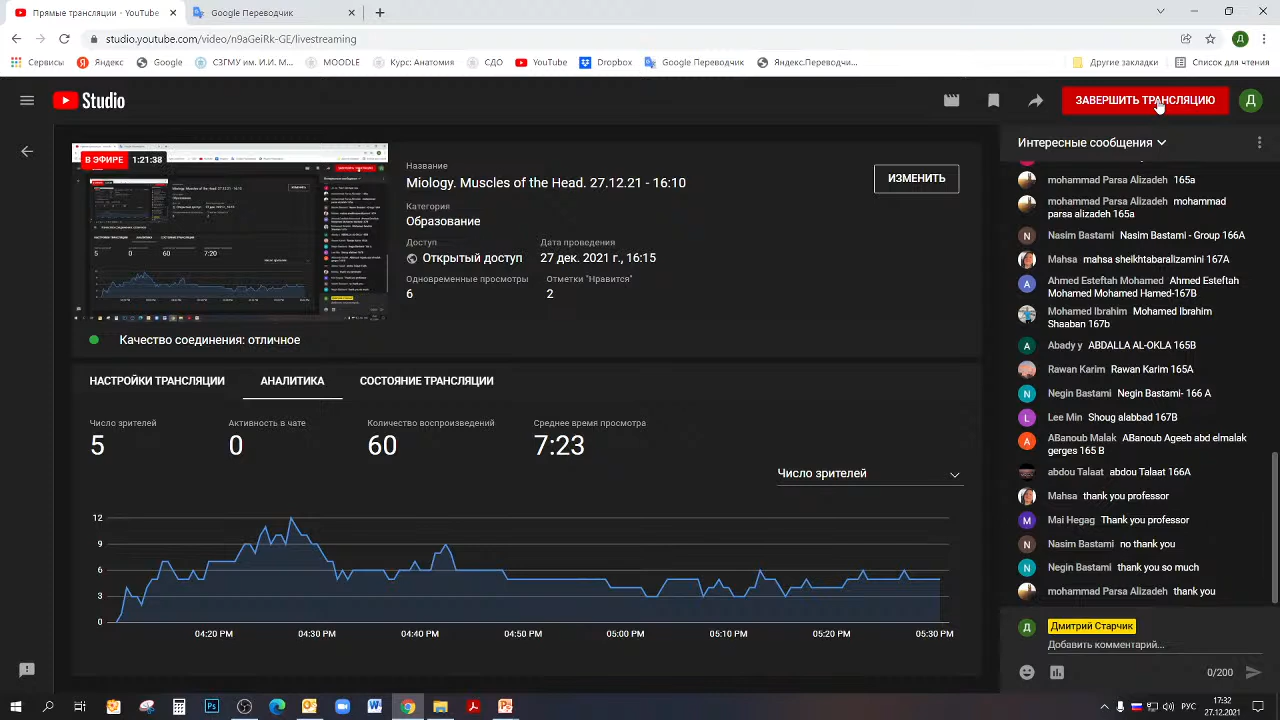 Прямые трансляции - YouTube
Google Переводчик
studio.youtube.com/video/n9aGeiRk-GE/livestreaming
Сервисы
Яндекс
Google
СЗГМУ им. И.И. М...
MOODLE
Курс: Анатом
СДО
YouTube
Dropbox
Google Переводчик
Яндекс.Переводчи...
Другие закладки
Список для чтения
Studio
ЗАВЕРШИТЬ ТРАНСЛЯЦИЮ
Д
В ЭФИРЕ 1:21:38
Название
Miology. Muscles of the Head. 27.12.21 - 16:10
ИЗМЕНИТЬ
Категория
Образование
Доступ
Открытый доступ
Дата проведения
27 дек. 2021 г., 16:15
Одновременные просмотры
6
Отметки "Нравится"
2
Качество соединения: отличное
НАСТРОЙКИ ТРАНСЛЯЦИИ
АНАЛИТИКА
СОСТОЯНИЕ ТРАНСЛЯЦИИ
Число зрителей
5
Активность в чате
0
Количество воспроизведений
60
Среднее время просмотра
7:23
Число зрителей
12
9
6
3
0
04:20 PM 04:30 PM 04:40 PM 04:50 PM 05:00 PM 05:10 PM 05:20 PM 05:30 PM
Интересные сообщения
mohammad Parsa Alizadeh 165a
mohammad Parsa Alizadeh mohammad
parsa alizadeh 165a
Nasim Bastami Nasim Bastami - Group 166A
Ahmed Esteftah Mohamed Ahmed Esteftah
Mohamed Mohamed Hamed-167B
Mohamed Ibrahim Mohamed Ibrahim
Shaaban 167b
Abady y ABDALLA AL-OKLA 165B
Rawan Karim Rawan Karim 165A
Negin Bastami Negin Bastami- 166 A
Lee Min Shoug alabbad 167B
ABanoub Malak ABanoub Ageeb abd elmalak
gerges 165 B
abdou Talaat abdou Talaat 166A
Mahsa thank you professor
Mai Hegag Thank you professor
Nasim Bastami no thank you
Negin Bastami thank you so much
mohammad Parsa Alizadeh thank you
Дмитрий Старчик
Добавить комментарий...
0/200
РУС
17:32
27.12.2021